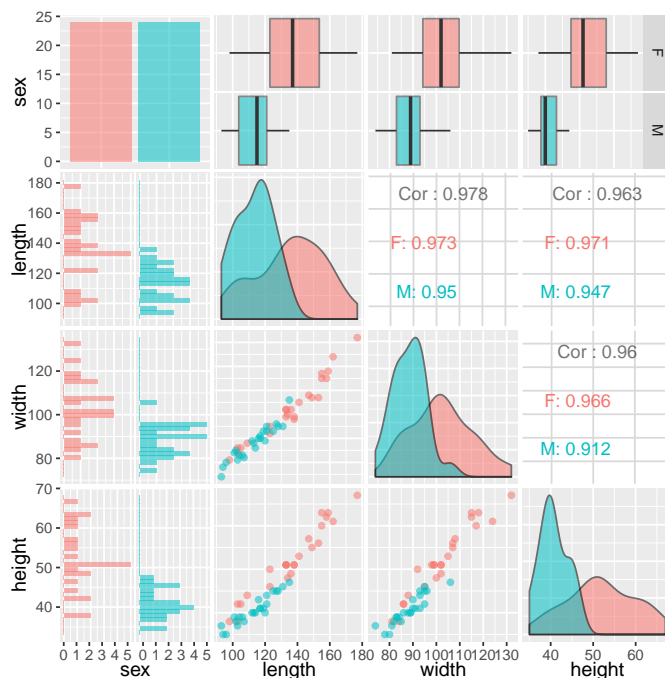 25
20
15
10
5
0
sex
F
M
180
160
140
120
100
length
Cor : 0.978
F: 0.973
M: 0.95
Cor : 0.963
F: 0.971
M: 0.947
120
100
80
width
Cor : 0.96
F: 0.966
M: 0.912
70
60
50
40
height
0 1 2 3 4 5 0 1 2 3 4 5
100 120 140 160 180
80 90 100 110 120 130
40 50 60
sex length width height